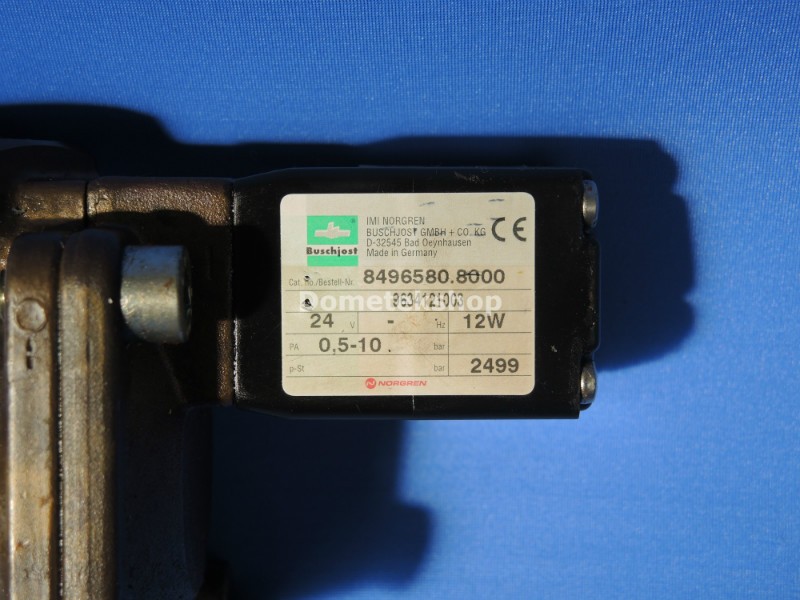 IMI NORGREN
BUSCHJOST GMBH + CO. KG
D-32545 Bad Oeynhausen
Made in Germany
CE
Buschjost
Cat. no./Bestell-Nr. 8496580.8000
24 V - Hz 12W
PA 0,5-10 bar
p-St bar 2499
NORGREN